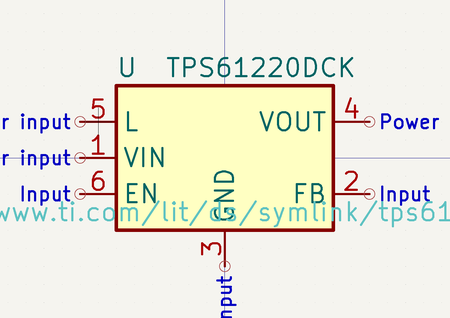 U TPS61220DCK
r input 5 L VOUT 4 Power
r input 1 VIN
Input 6 EN GND FB 2 Input
www.ti.com/lit/ds/symlink/tps61
3
nput